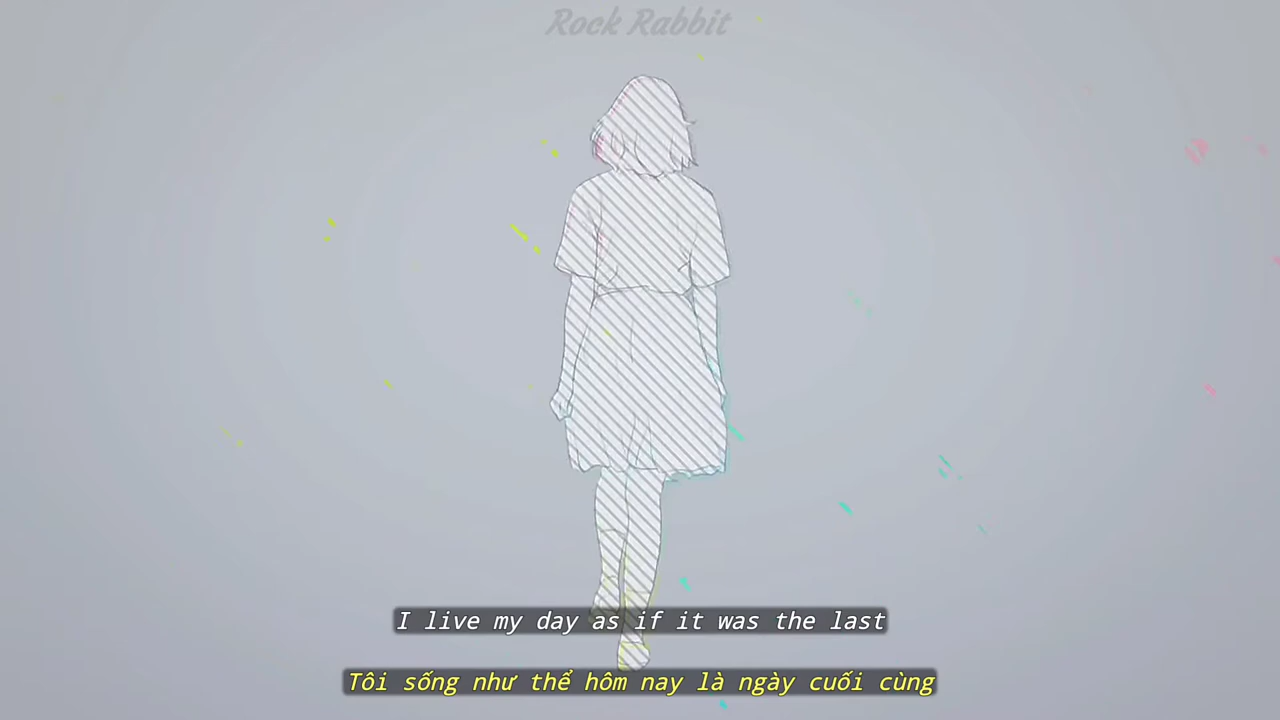 Rock Rabbit
I live my day as if it was the last
Tôi sống như thể hôm nay là ngày cuối cùng